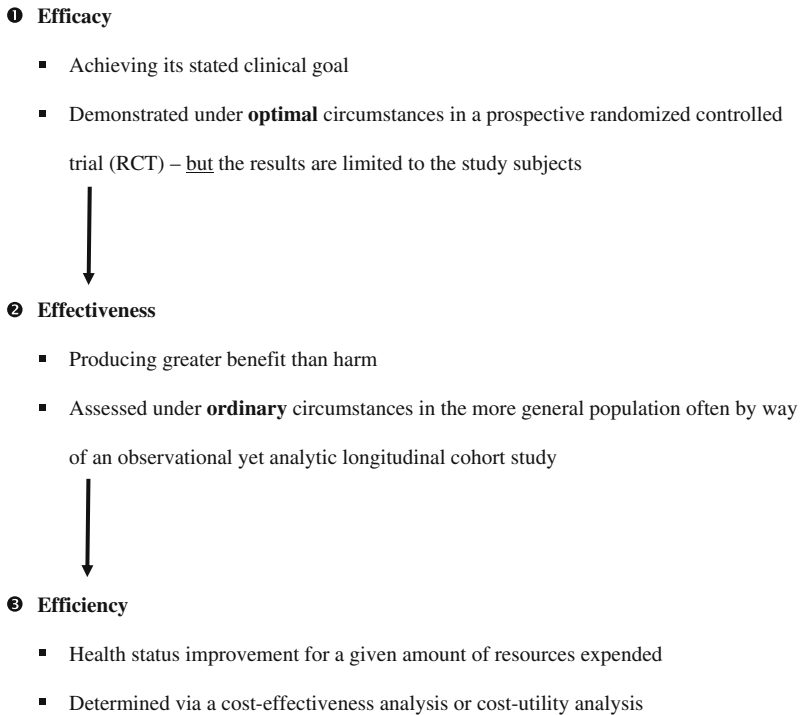 ❶ Efficacy
▪ Achieving its stated clinical goal
▪ Demonstrated under optimal circumstances in a prospective randomized controlled
trial (RCT) – but the results are limited to the study subjects
❷ Effectiveness
▪ Producing greater benefit than harm
▪ Assessed under ordinary circumstances in the more general population often by way
of an observational yet analytic longitudinal cohort study
❸ Efficiency
▪ Health status improvement for a given amount of resources expended
▪ Determined via a cost-effectiveness analysis or cost-utility analysis